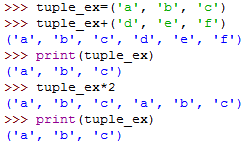 >>> tuple_ex=('a', 'b', 'c')
>>> tuple_ex+('d', 'e', 'f')
('a', 'b', 'c', 'd', 'e', 'f')
>>> print(tuple_ex)
('a', 'b', 'c')
>>> tuple_ex*2
('a', 'b', 'c', 'a', 'b', 'c')
>>> print(tuple_ex)
('a', 'b', 'c')